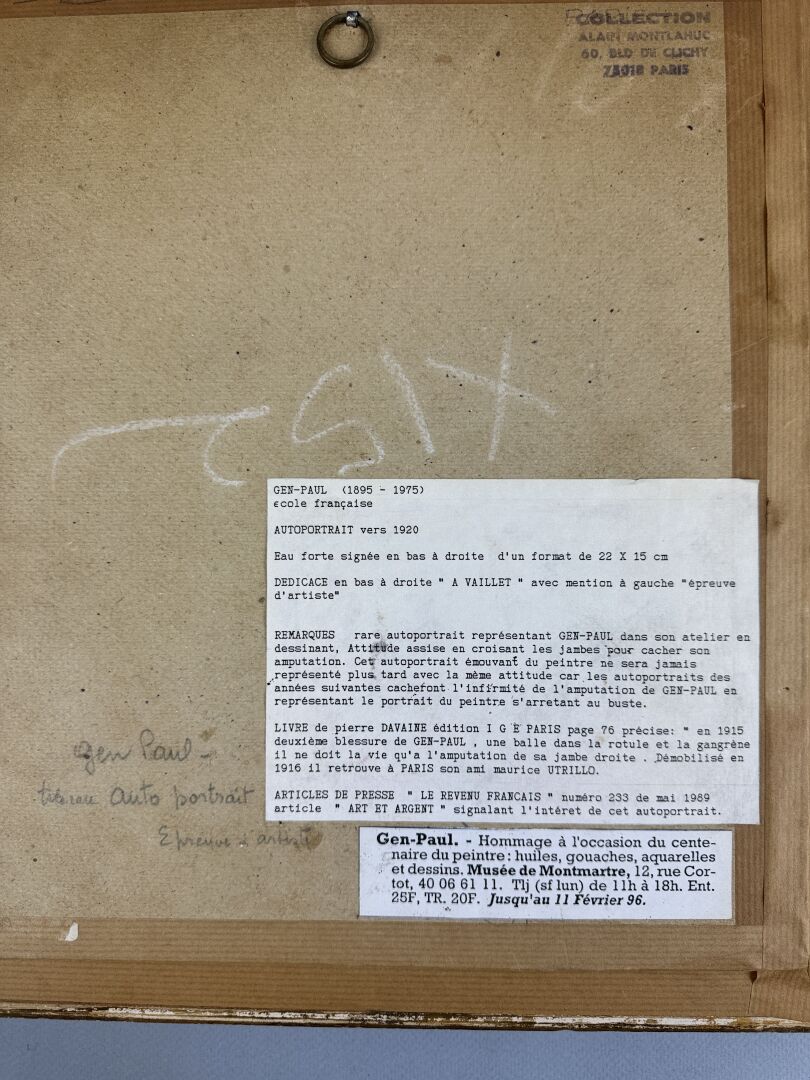 COLLECTION
ALAIN MONTLAHUC
60, BLD DE CLICHY
75018 PARIS
GEN-PAUL (1895 - 1975)
école française
AUTOPORTRAIT vers 1920
Eau forte signée en bas à droite d'un format de 22 X 15 cm
DEDICACE en bas à droite " A VAILLET " avec mention à gauche "épreuve
d'artiste"
REMARQUES rare autoportrait représentant GEN-PAUL dans son atelier en
dessinant, Attitude assise en croisant les jambes pour cacher son
amputation. Cet autoportrait émouvant du peintre ne sera jamais
représenté plus tard avec la même attitude car les autoportraits des
années suivantes cacheront l'infirmité de l'amputation de GEN-PAUL en
représentant le portrait du peintre s'arretant au buste.
LIVRE de pierre DAVAINE édition I G E PARIS page 76 précise: " en 1915
deuxième blessure de GEN-PAUL , une balle dans la rotule et la gangrène
il ne doit la vie qu'a l'amputation de sa jambe droite . Démobilisé en
1916 il retrouve à PARIS son ami maurice UTRILLO.
ARTICLES DE PRESSE " LE REVENU FRANCAIS " numéro 233 de mai 1989
article " ART ET ARGENT " signalant l'intéret de cet autoportrait.
gen Paul -
Auto portrait
Epreuve d'artiste
Gen-Paul. - Hommage à l'occasion du cente-
naire du peintre : huiles, gouaches, aquarelles
et dessins. Musée de Montmartre, 12, rue Cor-
tot, 40 06 61 11. Tlj (sf lun) de 11h à 18h. Ent.
25F, TR. 20F. Jusqu'au 11 Février 96.